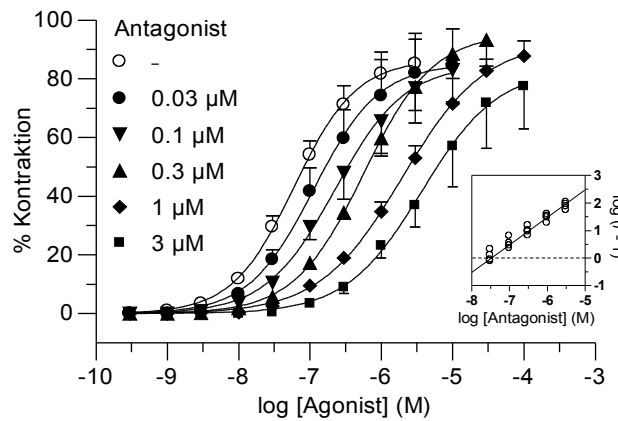 Antagonist
-
0.03 µM
0.1 µM
0.3 µM
1 µM
3 µM
% Kontraktion
100
80
60
40
20
0
-10 -9 -8 -7 -6 -5 -4 -3
log [Agonist] (M)
3
2
1
0
-1
log (r - 1)
-8 -7 -6 -5
log [Antagonist] (M)